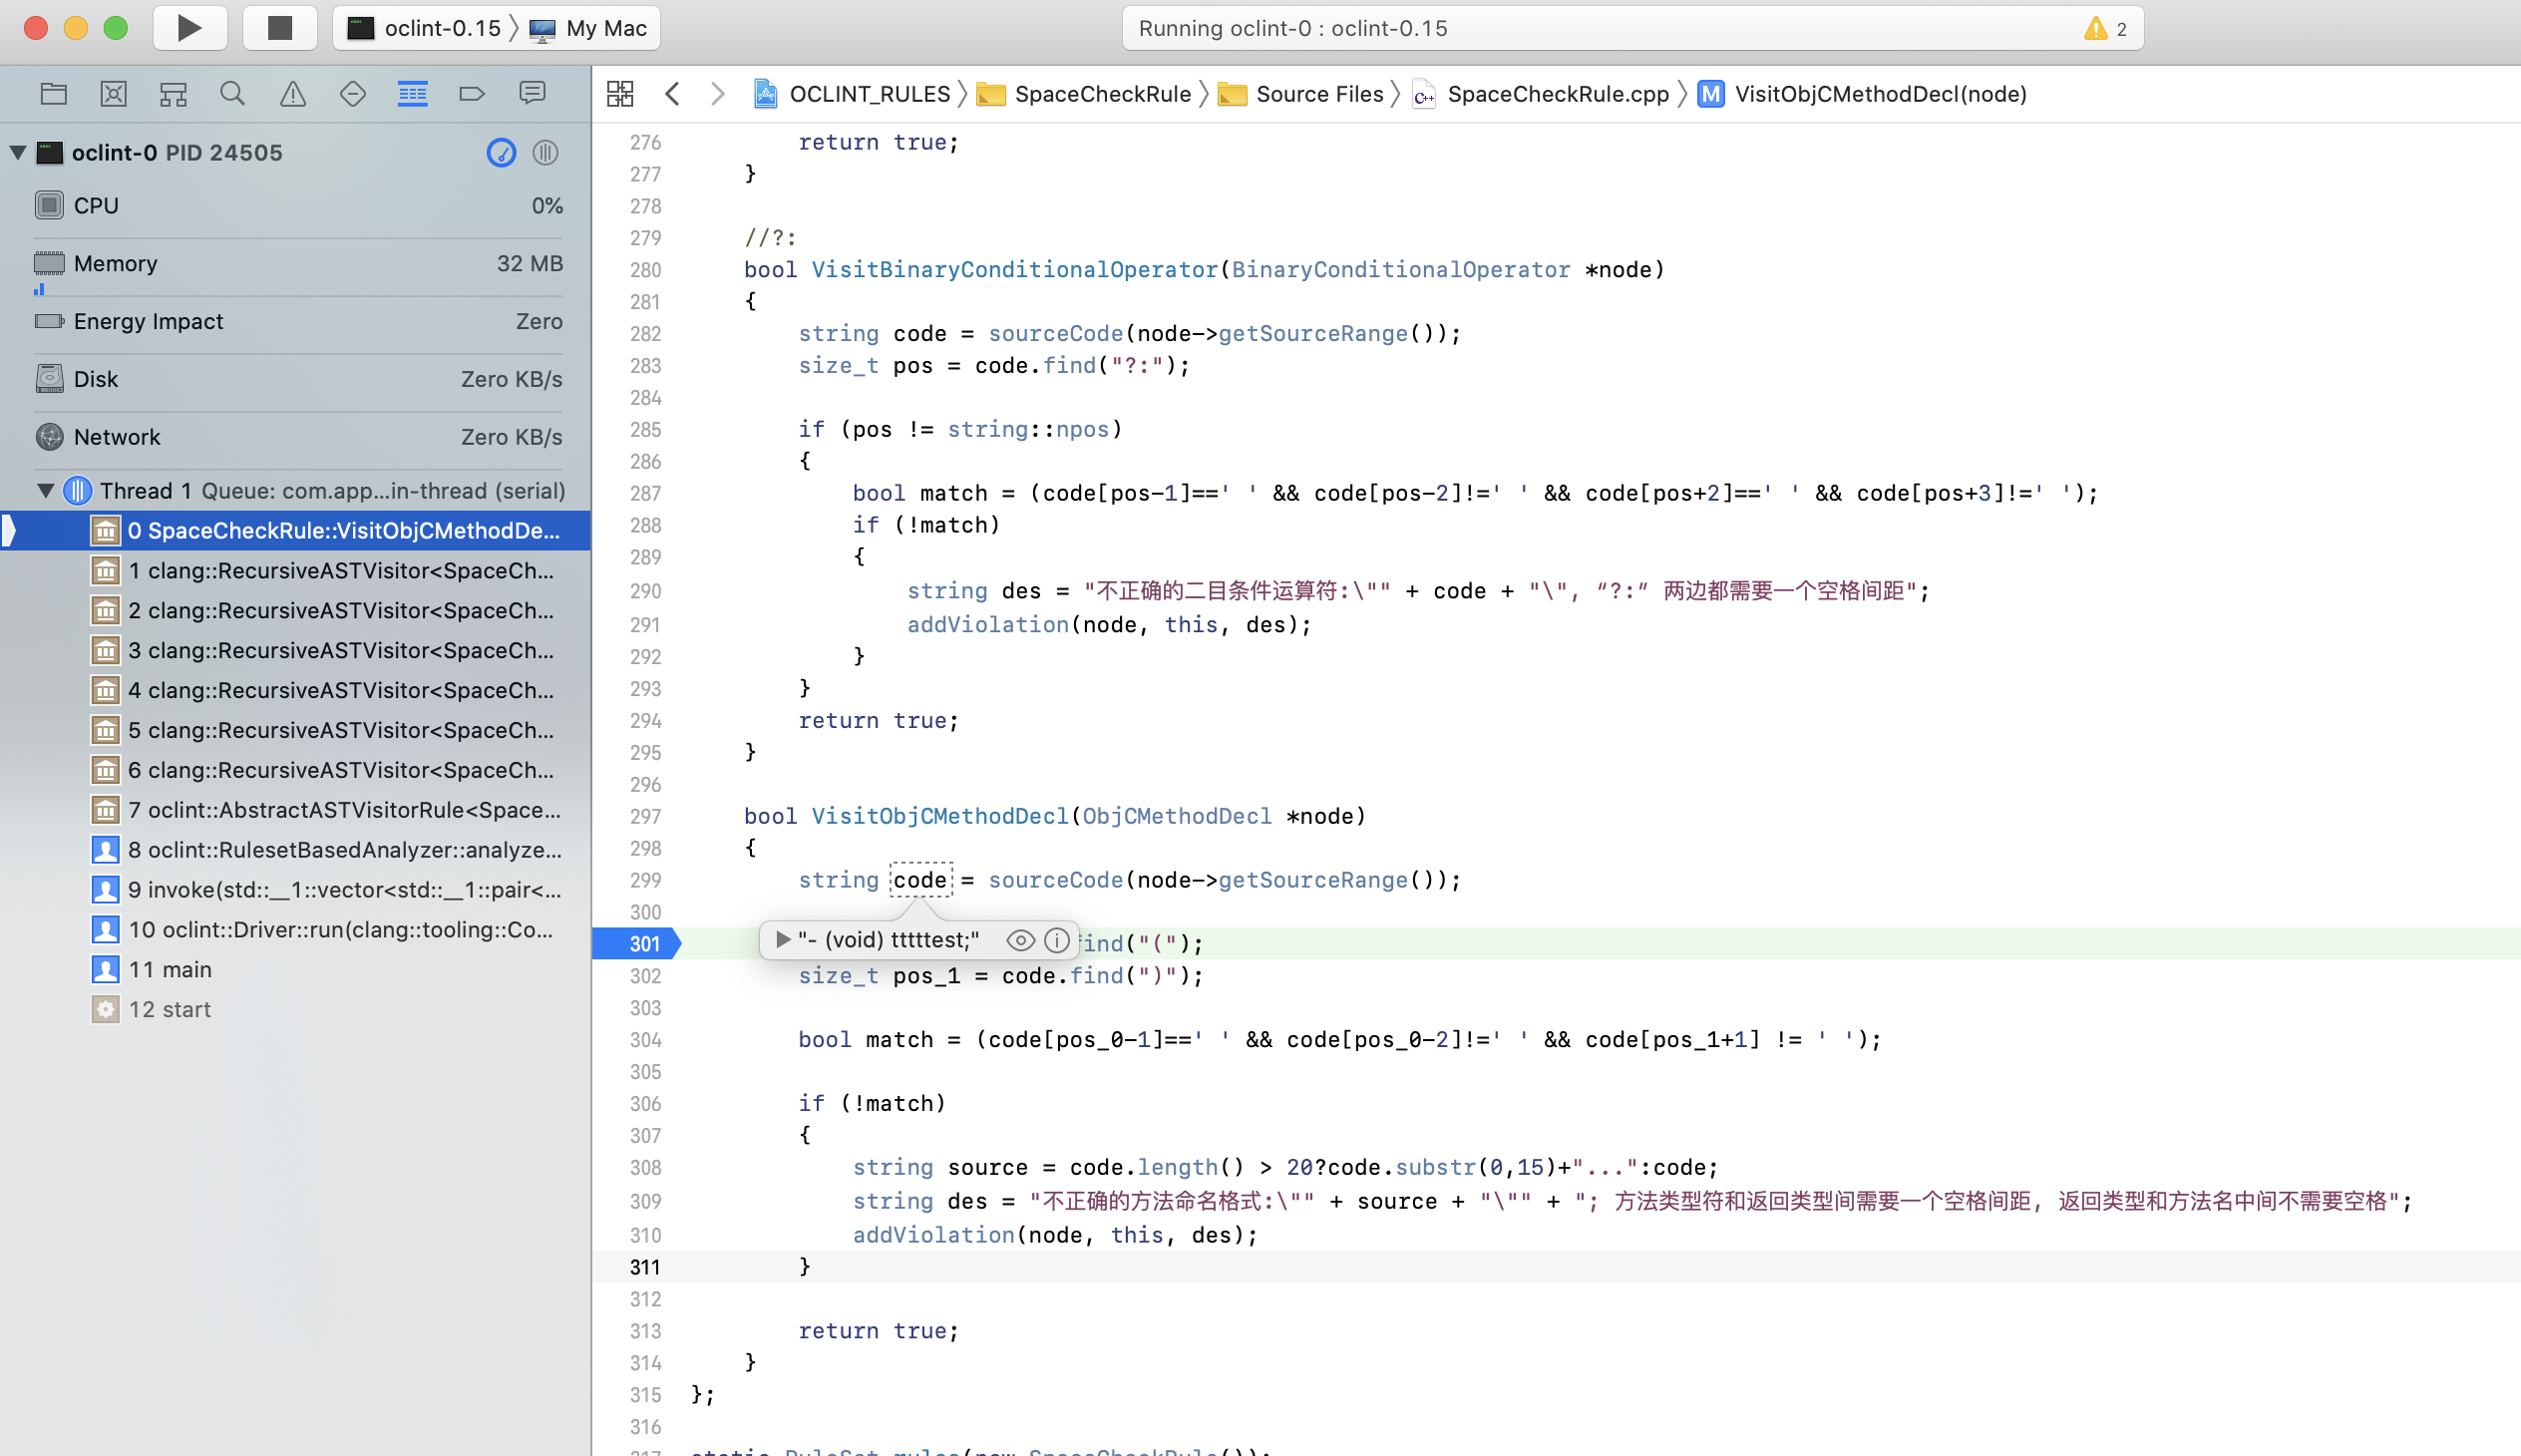 oclint-0.15 〉 My Mac
Running oclint-0 : oclint-0.15
2
OCLINT_RULES 〉 SpaceCheckRule 〉 Source Files 〉 SpaceCheckRule.cpp 〉 M VisitObjCMethodDecl(node)
oclint-0 PID 24505
CPU 0%
Memory 32 MB
Energy Impact Zero
Disk Zero KB/s
Network Zero KB/s
Thread 1 Queue: com.app...in-thread (serial)
0 SpaceCheckRule::VisitObjCMethodDe...
1 clang::RecursiveASTVisitor<SpaceCh...
2 clang::RecursiveASTVisitor<SpaceCh...
3 clang::RecursiveASTVisitor<SpaceCh...
4 clang::RecursiveASTVisitor<SpaceCh...
5 clang::RecursiveASTVisitor<SpaceCh...
6 clang::RecursiveASTVisitor<SpaceCh...
7 oclint::AbstractASTVisitorRule<Space...
8 oclint::RulesetBasedAnalyzer::analyze...
9 invoke(std::__1::vector<std::__1::pair<...
10 oclint::Driver::run(clang::tooling::Co...
11 main
12 start
276 return true;
277 }
278
279 //?:
280 bool VisitBinaryConditionalOperator(BinaryConditionalOperator *node)
281 {
282 string code = sourceCode(node->getSourceRange());
283 size_t pos = code.find("?:");
284
285 if (pos != string::npos)
286 {
287 bool match = (code[pos-1]==' ' && code[pos-2]!=' ' && code[pos+2]==' ' && code[pos+3]!=' ');
288 if (!match)
289 {
290 string des = "不正确的二目条件运算符:\"" + code + "\", “?:” 两边都需要一个空格间距";
291 addViolation(node, this, des);
292 }
293 }
294 return true;
295 }
296
297 bool VisitObjCMethodDecl(ObjCMethodDecl *node)
298 {
299 string code = sourceCode(node->getSourceRange());
300
"- (void) tttttest;"
301 find("(");
302 size_t pos_1 = code.find(")");
303
304 bool match = (code[pos_0-1]==' ' && code[pos_0-2]!=' ' && code[pos_1+1] != ' ');
305
306 if (!match)
307 {
308 string source = code.length() > 20?code.substr(0,15)+"...":code;
309 string des = "不正确的方法命名格式:\"" + source + "\"" + "; 方法类型符和返回类型间需要一个空格间距, 返回类型和方法名中间不需要空格";
310 addViolation(node, this, des);
311 }
312
313 return true;
314 }
315 };
316
317 static RuleSet rules(new SpaceCheckRule());